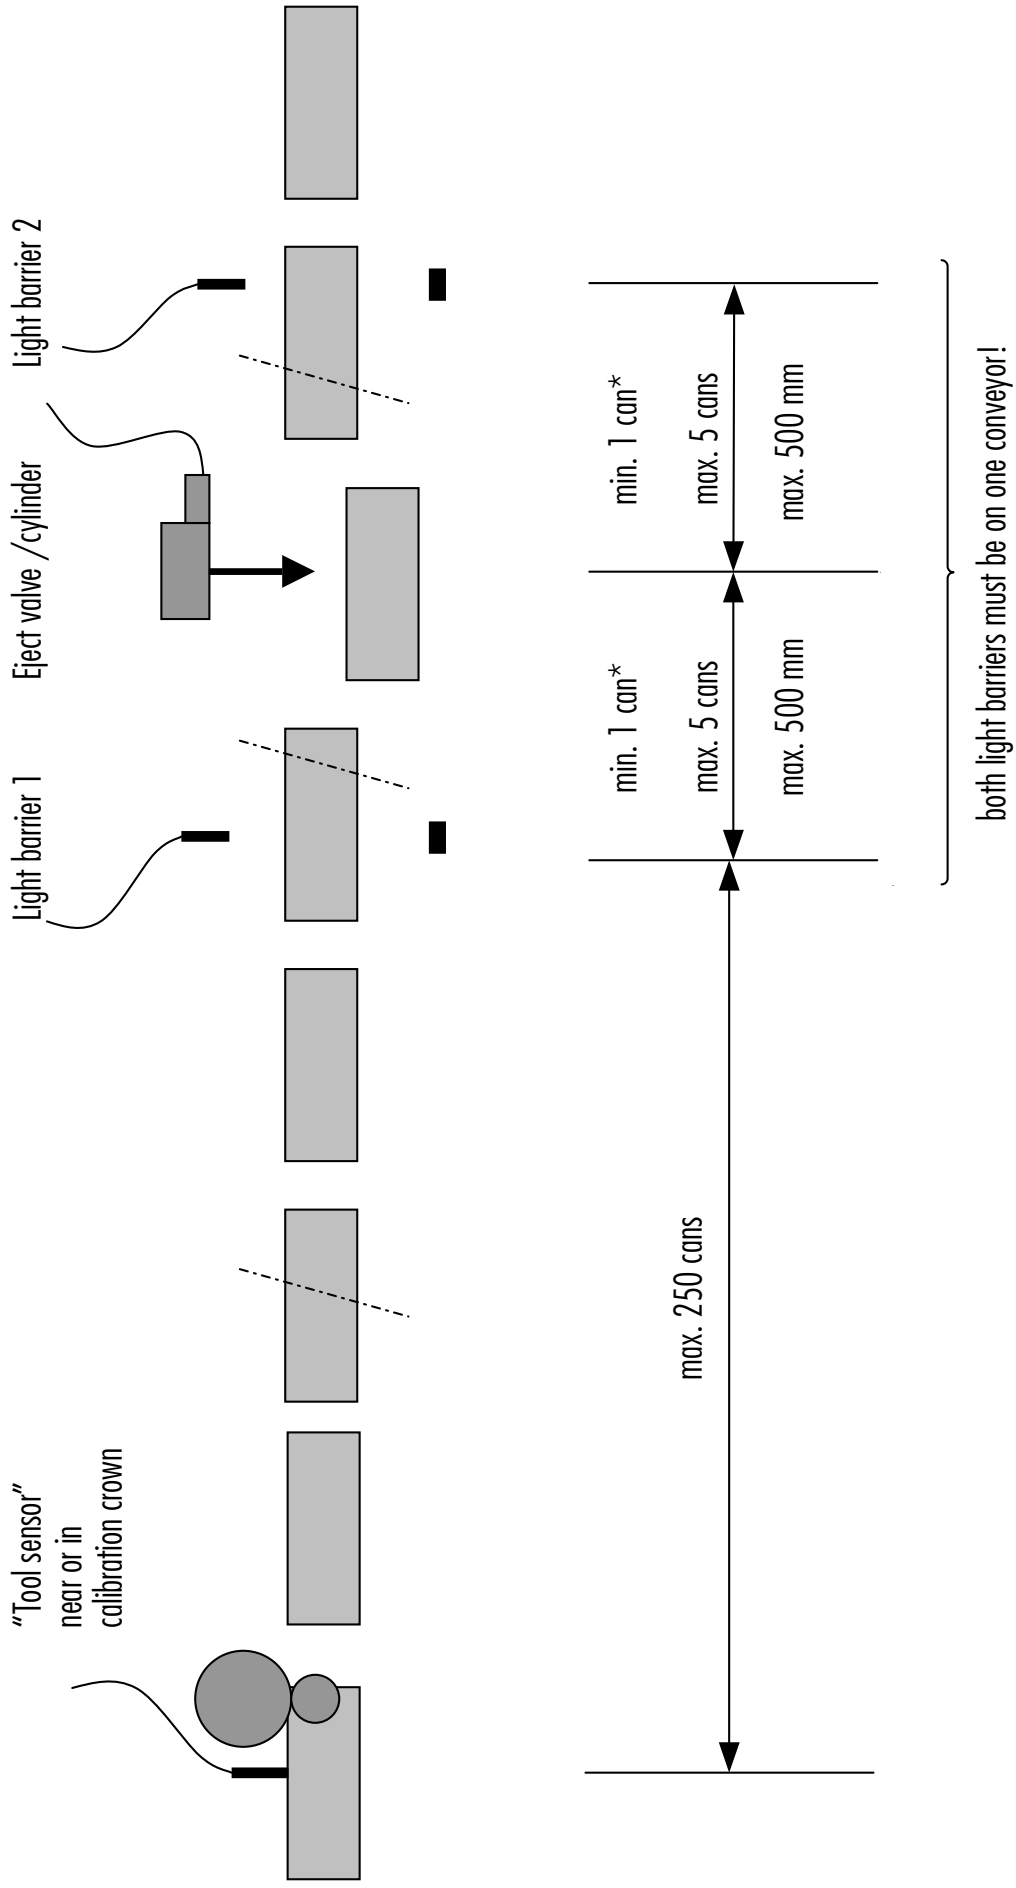 “Tool sensor”
near or in
calibration crown
Light barrier 1
Eject valve /cylinder
Light barrier 2
max. 250 cans
min. 1 can*
max. 5 cans
max. 500 mm
min. 1 can*
max. 5 cans
max. 500 mm
both light barriers must be on one conveyor!